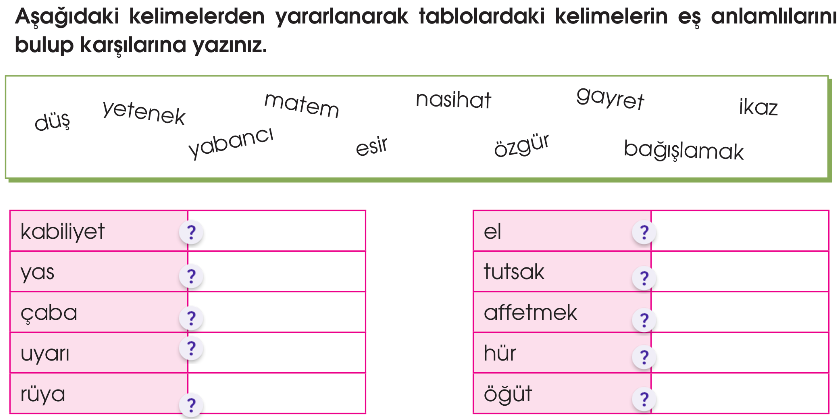 Aşağıdaki kelimelerden yararlanarak tablolardaki kelimelerin eş anlamlılarını
bulup karşılarına yazınız.
düş yetenek matem nasihat gayret ikaz
yabancı esir özgür bağışlamak
kabiliyet ?
yas ?
çaba ?
uyarı ?
rüya ?
el ?
tutsak ?
affetmek ?
hür ?
öğüt ?